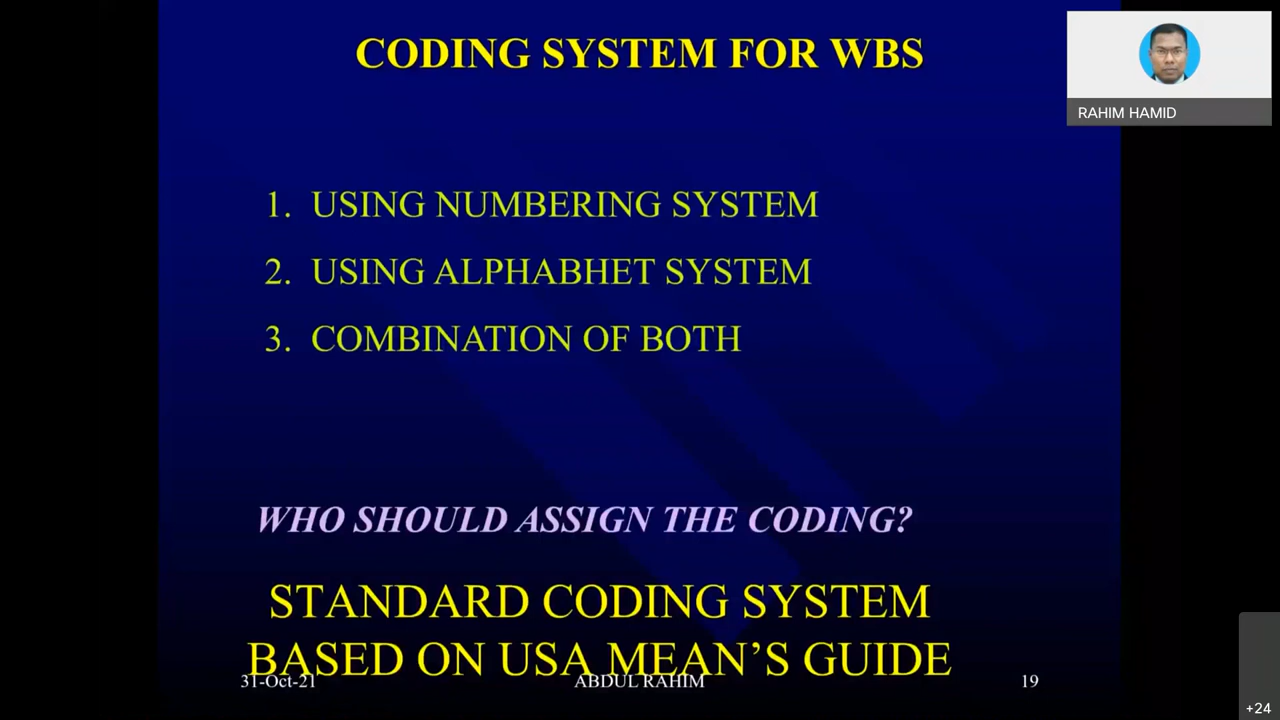 CODING SYSTEM FOR WBS
RAHIM HAMID
1. USING NUMBERING SYSTEM
2. USING ALPHABHET SYSTEM
3. COMBINATION OF BOTH
WHO SHOULD ASSIGN THE CODING?
STANDARD CODING SYSTEM
BASED ON USA MEAN’S GUIDE
31-Oct-21
ABDUL RAHIM
19
+24